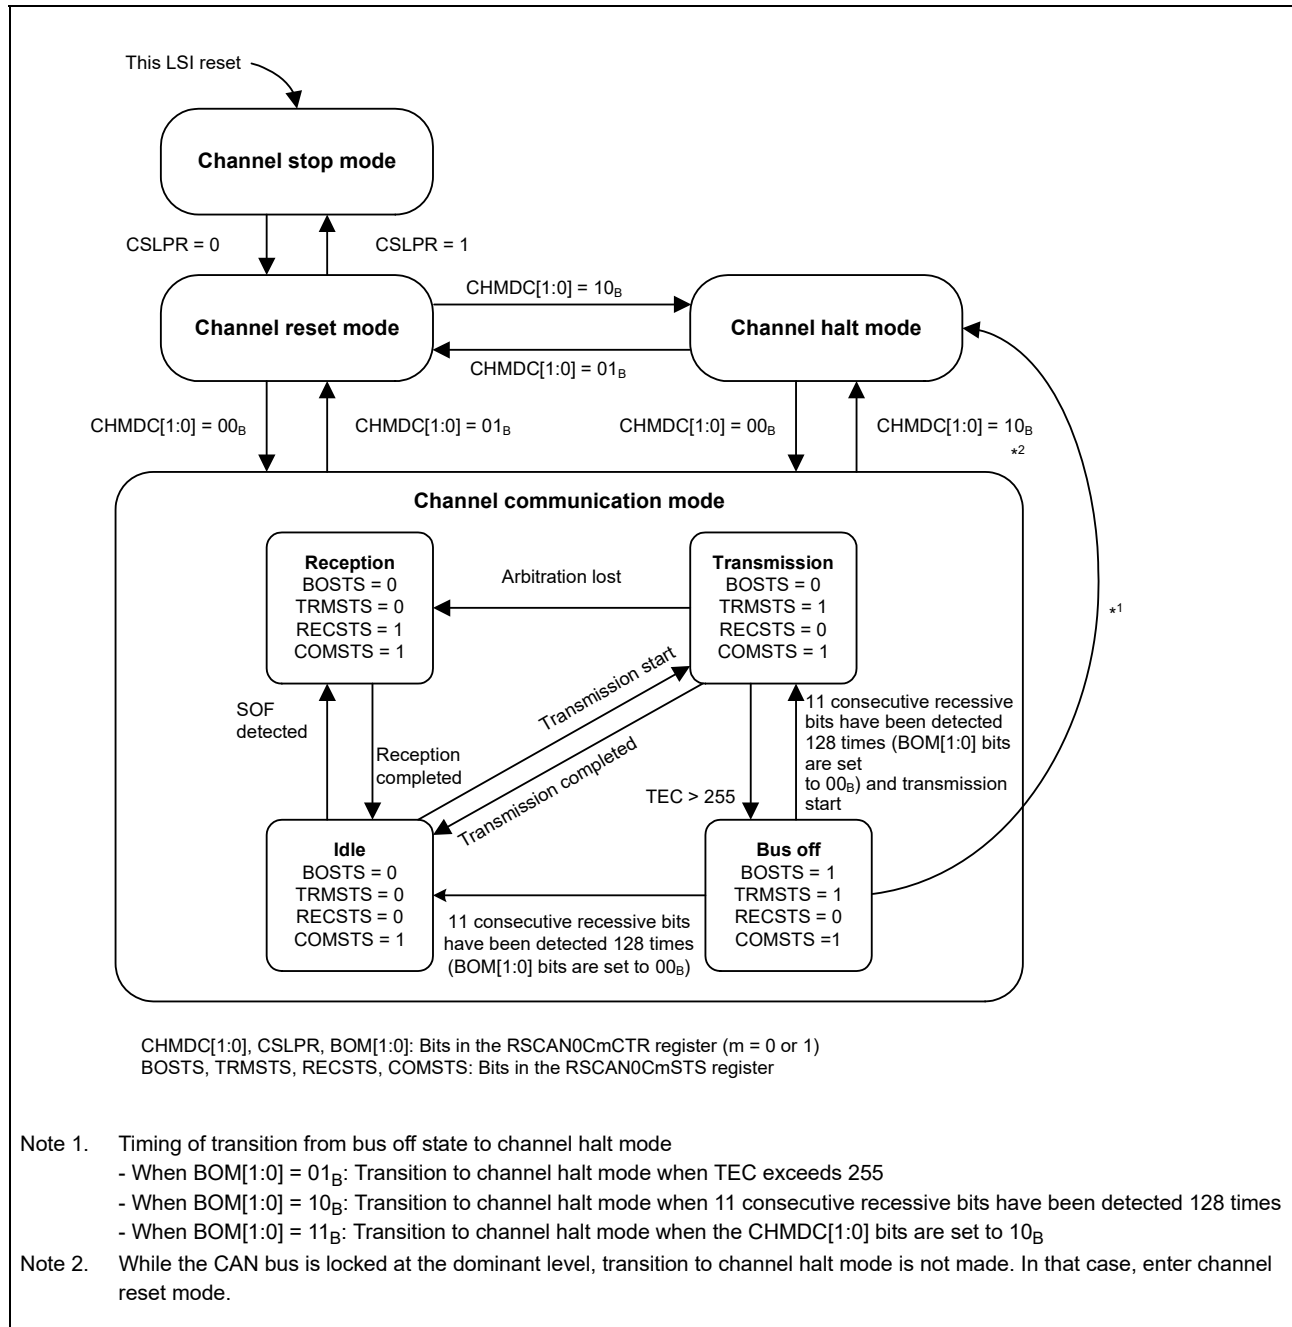 This LSI reset
Channel stop mode
CSLPR = 0
CSLPR = 1
CHMDC[1:0] = 10B
Channel reset mode
Channel halt mode
CHMDC[1:0] = 01B
CHMDC[1:0] = 00B
CHMDC[1:0] = 01B
CHMDC[1:0] = 00B
CHMDC[1:0] = 10B
*2
Channel communication mode
Reception
BOSTS = 0
TRMSTS = 0
RECSTS = 1
COMSTS = 1
Arbitration lost
Transmission
BOSTS = 0
TRMSTS = 1
RECSTS = 0
COMSTS = 1
*1
SOF
detected
Reception
completed
Transmission start
Transmission completed
TEC > 255
11 consecutive recessive
bits have been detected
128 times (BOM[1:0] bits
are set
to 00B) and transmission
start
Idle
BOSTS = 0
TRMSTS = 0
RECSTS = 0
COMSTS = 1
11 consecutive recessive bits
have been detected 128 times
(BOM[1:0] bits are set to 00B)
Bus off
BOSTS = 1
TRMSTS = 1
RECSTS = 0
COMSTS =1
CHMDC[1:0], CSLPR, BOM[1:0]: Bits in the RSCAN0CmCTR register (m = 0 or 1)
BOSTS, TRMSTS, RECSTS, COMSTS: Bits in the RSCAN0CmSTS register
Note 1. Timing of transition from bus off state to channel halt mode
- When BOM[1:0] = 01B: Transition to channel halt mode when TEC exceeds 255
- When BOM[1:0] = 10B: Transition to channel halt mode when 11 consecutive recessive bits have been detected 128 times
- When BOM[1:0] = 11B: Transition to channel halt mode when the CHMDC[1:0] bits are set to 10B
Note 2. While the CAN bus is locked at the dominant level, transition to channel halt mode is not made. In that case, enter channel
reset mode.